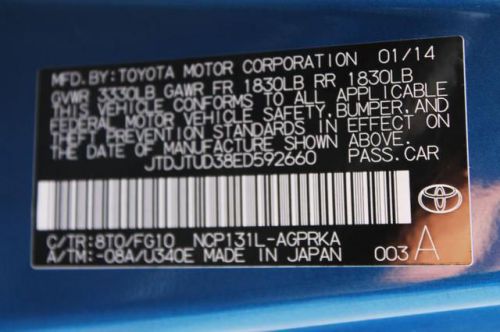 MFD. BY: TOYOTA MOTOR CORPORATION 01/14
GVWR 3330LB GAWR FR 1830LB RR 1830LB
THIS VEHICLE CONFORMS TO ALL APPLICABLE
FEDERAL MOTOR VEHICLE SAFETY, BUMPER, AND
THEFT PREVENTION STANDARDS IN EFFECT ON
THE DATE OF MANUFACTURE SHOWN ABOVE.
JTDJTUD38ED592660 PASS. CAR
C/TR: 8T0/FG10 NCP131L-AGPRKA
A/TM: -08A/U340E MADE IN JAPAN 003 A